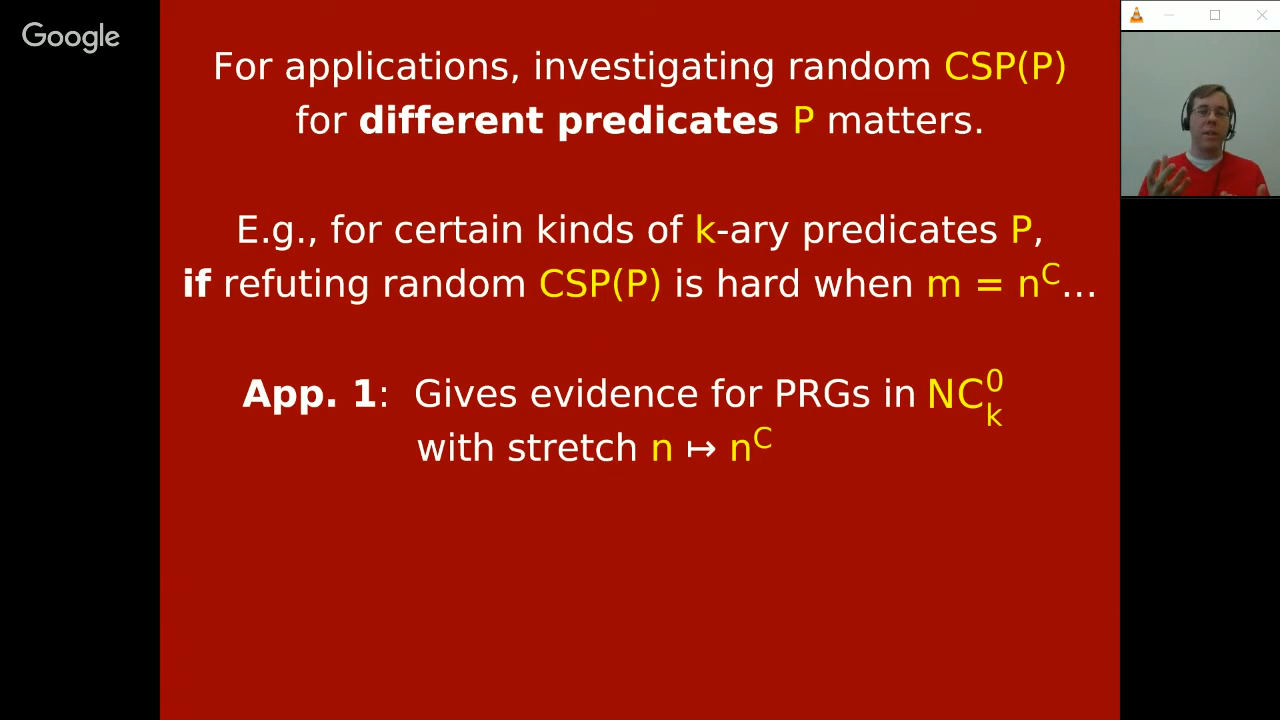 Google
For applications, investigating random CSP(P)
for different predicates P matters.
E.g., for certain kinds of k-ary predicates P,
if refuting random CSP(P) is hard when m = n^C...
App. 1: Gives evidence for PRGs in NC^0_k
with stretch n ↦ n^C